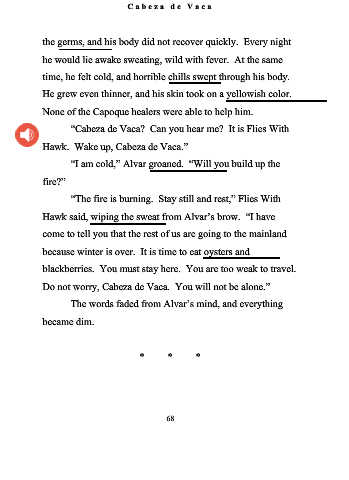 Cabeza de Vaca
the germs, and his body did not recover quickly. Every night
he would lie awake sweating, wild with fever. At the same
time, he felt cold, and horrible chills swept through his body.
He grew even thinner, and his skin took on a yellowish color.
None of the Capoque healers were able to help him.
“Cabeza de Vaca? Can you hear me? It is Flies With
Hawk. Wake up, Cabeza de Vaca.”
“I am cold,” Alvar groaned. “Will you build up the
fire?”
“The fire is burning. Stay still and rest,” Flies With
Hawk said, wiping the sweat from Alvar’s brow. “I have
come to tell you that the rest of us are going to the mainland
because winter is over. It is time to eat oysters and
blackberries. You must stay here. You are too weak to travel.
Do not worry, Cabeza de Vaca. You will not be alone.”
The words faded from Alvar’s mind, and everything
became dim.
* * *
68